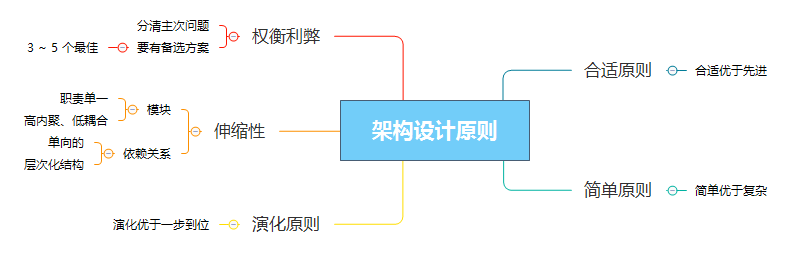 架构设计原则
权衡利弊
分清主次问题
要有备选方案
3 ~ 5 个最佳
伸缩性
模块
职责单一
高内聚、低耦合
依赖关系
单向的
层次化结构
演化原则
演化优于一步到位
合适原则
合适优于先进
简单原则
简单优于复杂